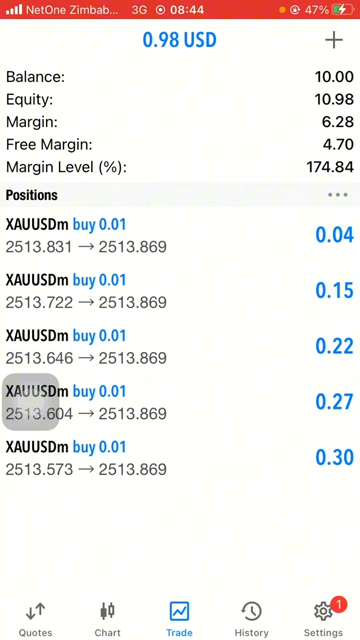 NetOne Zimbab... 3G 08:44 47%
0.98 USD
Balance: 10.00
Equity: 10.98
Margin: 6.28
Free Margin: 4.70
Margin Level (%): 174.84
Positions
XAUUSDm buy 0.01 0.04
2513.831 → 2513.869
XAUUSDm buy 0.01 0.15
2513.722 → 2513.869
XAUUSDm buy 0.01 0.22
2513.646 → 2513.869
XAUUSDm buy 0.01 0.27
2513.604 → 2513.869
XAUUSDm buy 0.01 0.30
2513.573 → 2513.869
1
Quotes Chart Trade History Settings